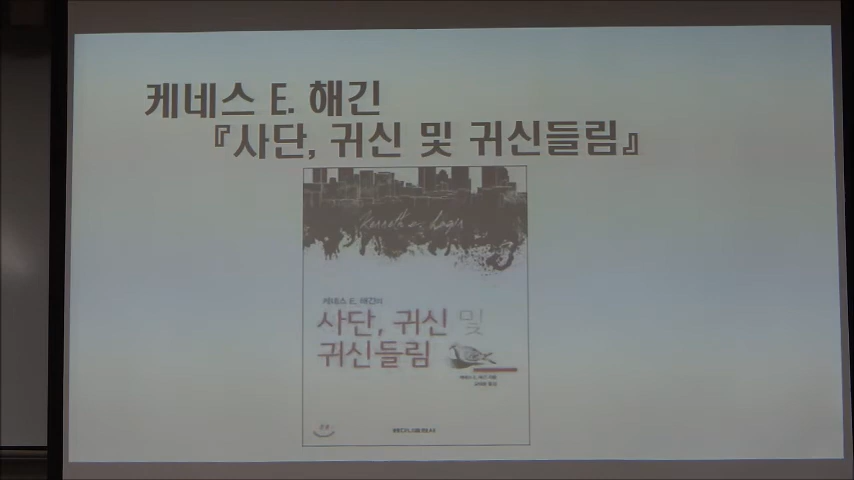 케네스 E. 해긴
『사단, 귀신 및 귀신들림』
케네스 E. 해긴의
사단, 귀신 및
귀신들림